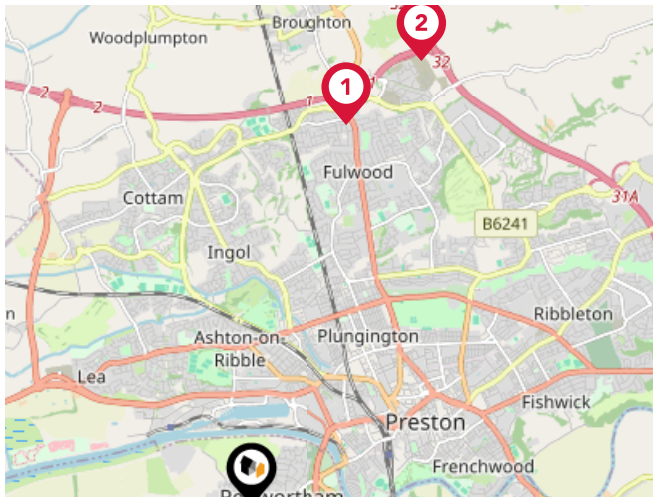 Broughton
2
32
Woodplumpton
32
1
2
2
1
Fulwood
Cottam
31A
B6241
Ingol
Ribbleton
Ashton-on-
Ribble
Plungington
Lea
Fishwick
Preston
Frenchwood